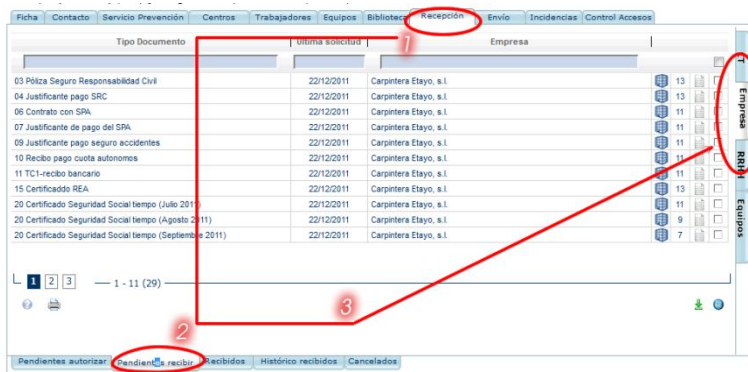 Ficha Contacto Servicio Prevención Centros Trabajadores Equipos Biblioteca Recepción Envío Incidencias Control Accesos
1
Tipo Documento Última solicitud Empresa
03 Póliza Seguro Responsabilidad Civil 22/12/2011 Carpintera Etayo, s.l. 13
04 Justificante pago SRC 22/12/2011 Carpintera Etayo, s.l. 13
06 Contrato con SPA 22/12/2011 Carpintera Etayo, s.l. 11
07 Justificante de pago del SPA 22/12/2011 Carpintera Etayo, s.l. 11
09 Justificante pago seguro accidentes 22/12/2011 Carpintera Etayo, s.l. 11
10 Recibo pago cuota autonomos 22/12/2011 Carpintera Etayo, s.l. 11
11 TC1-recibo bancario 22/12/2011 Carpintera Etayo, s.l. 11
15 Certificaddo REA 22/12/2011 Carpintera Etayo, s.l. 13
20 Certificado Seguridad Social tiempo (Julio 2011) 22/12/2011 Carpintera Etayo, s.l. 11
20 Certificado Seguridad Social tiempo (Agosto 2011) 22/12/2011 Carpintera Etayo, s.l. 9
20 Certificado Seguridad Social tiempo (Septiembre 2011) 22/12/2011 Carpintera Etayo, s.l. 7
Empresa
RRHH
Equipos
1 2 3 1 - 11 (29)
3
2
Pendientes autorizar Pendientes recibir Recibidos Histórico recibidos Cancelados